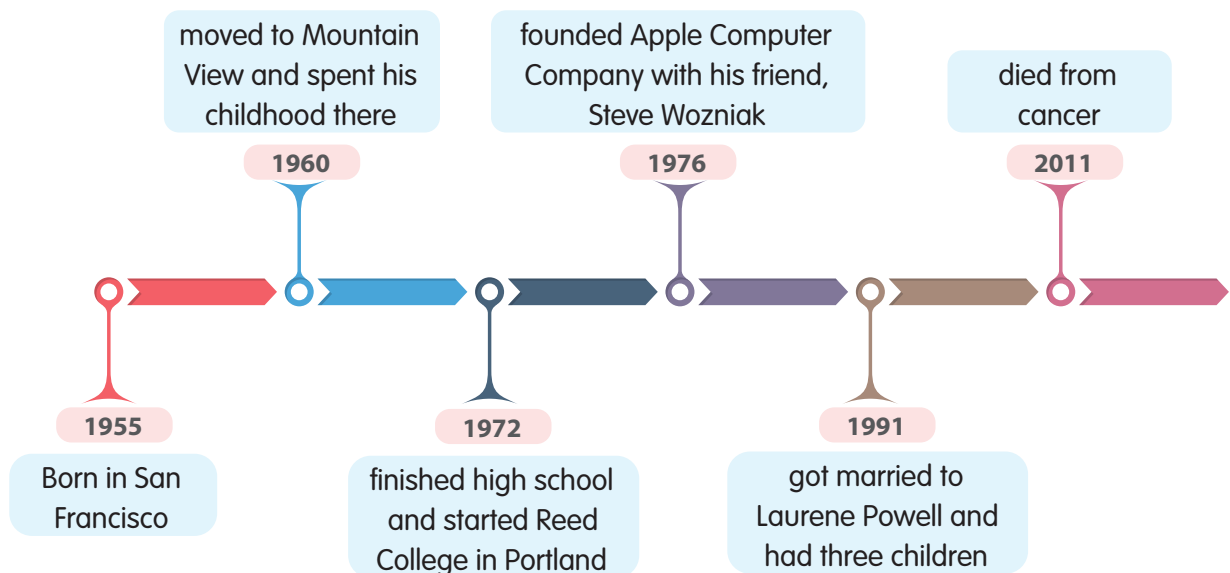 moved to Mountain
View and spent his
childhood there
1960
founded Apple Computer
Company with his friend,
Steve Wozniak
1976
died from
cancer
2011
1955
Born in San
Francisco
1972
finished high school
and started Reed
College in Portland
1991
got married to
Laurene Powell and
had three children